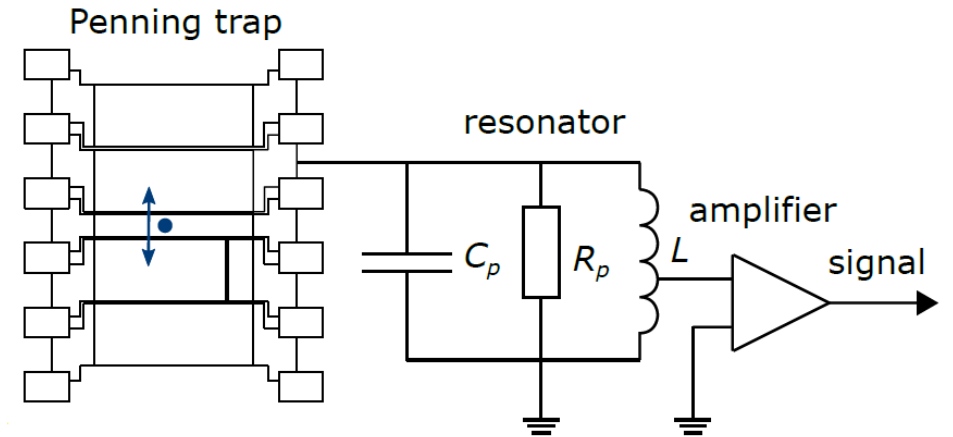 Penning trap
resonator
amplifier
signal
C_p
R_p
L